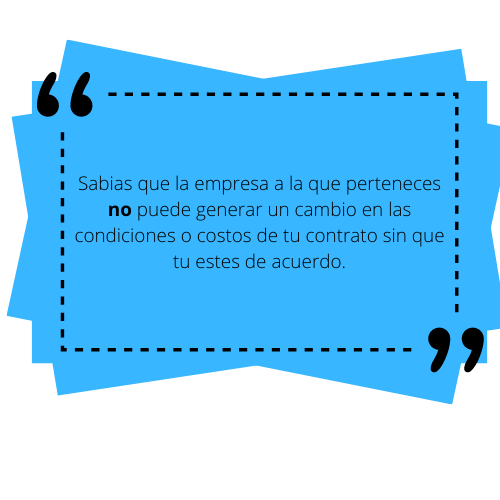 Sabias que la empresa a la que perteneces
no puede generar un cambio en las
condiciones o costos de tu contrato sin que
tu estes de acuerdo.